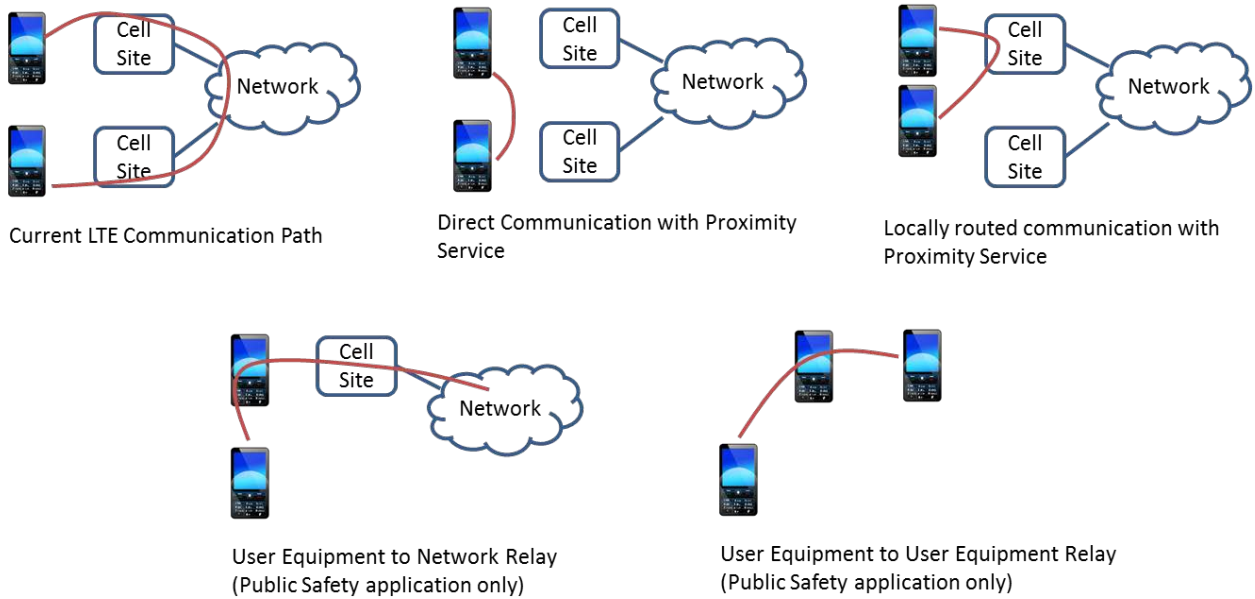 Cell
Site
Network
Cell
Site
Current LTE Communication Path
Cell
Site
Network
Cell
Site
Direct Communication with Proximity
Service
Cell
Site
Network
Cell
Site
Locally routed communication with
Proximity Service
Cell
Site
Network
User Equipment to Network Relay
(Public Safety application only)
User Equipment to User Equipment Relay
(Public Safety application only)